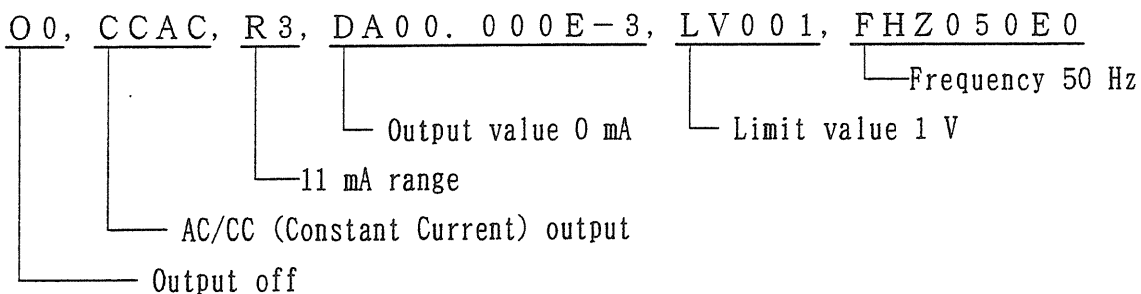 O0, CCAC, R3, DA00.000E-3, LV001, FHZ050E0
Frequency 50 Hz
Output value 0 mA
Limit value 1 V
11 mA range
AC/CC (Constant Current) output
Output off